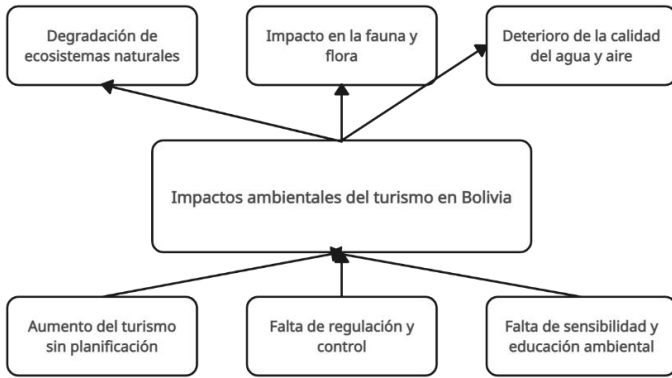 Degradación de
ecosistemas naturales
Impacto en la fauna y
flora
Deterioro de la calidad
del agua y aire
Impactos ambientales del turismo en Bolivia
Aumento del turismo
sin planificación
Falta de regulación y
control
Falta de sensibilidad y
educación ambiental